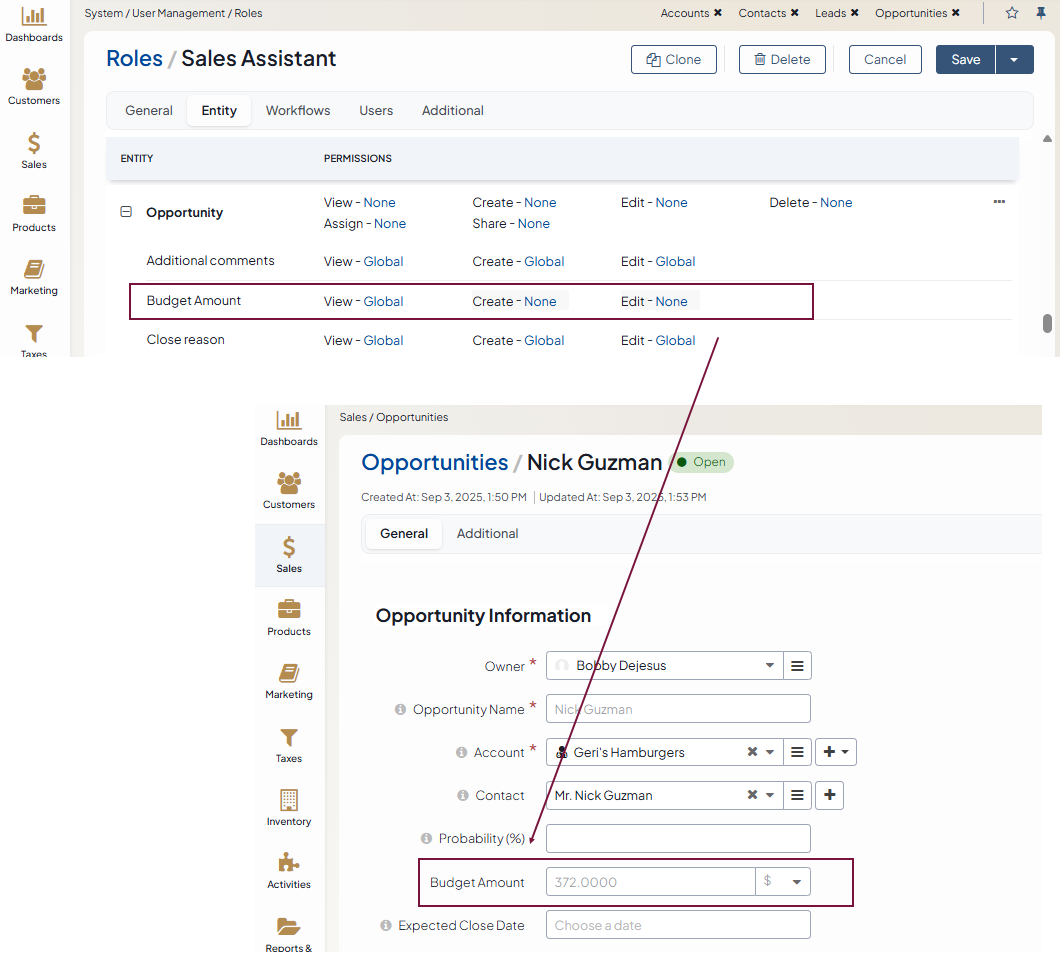 System / User Management / Roles
Accounts ✖ Contacts ✖ Leads ✖ Opportunities ✖
Dashboards
Customers
Sales
Products
Marketing
Taxes
Roles / Sales Assistant
Clone Delete Cancel Save
General Entity Workflows Users Additional
ENTITY PERMISSIONS
Opportunity View - None Create - None Edit - None Delete - None
Assign - None Share - None
Additional comments View - Global Create - Global Edit - Global
Budget Amount View - Global Create - None Edit - None
Close reason View - Global Create - Global Edit - Global
Sales / Opportunities
Dashboards
Customers
Sales
Products
Marketing
Taxes
Inventory
Activities
Reports &
Opportunities / Nick Guzman Open
Created At: Sep 3, 2025, 1:50 PM Updated At: Sep 3, 2025, 1:53 PM
General Additional
Opportunity Information
Owner * Bobby Dejesus
Opportunity Name * Nick Guzman
Account * Geri's Hamburgers
Contact Mr. Nick Guzman
Probability (%)
Budget Amount 372.0000 $
Expected Close Date Choose a date